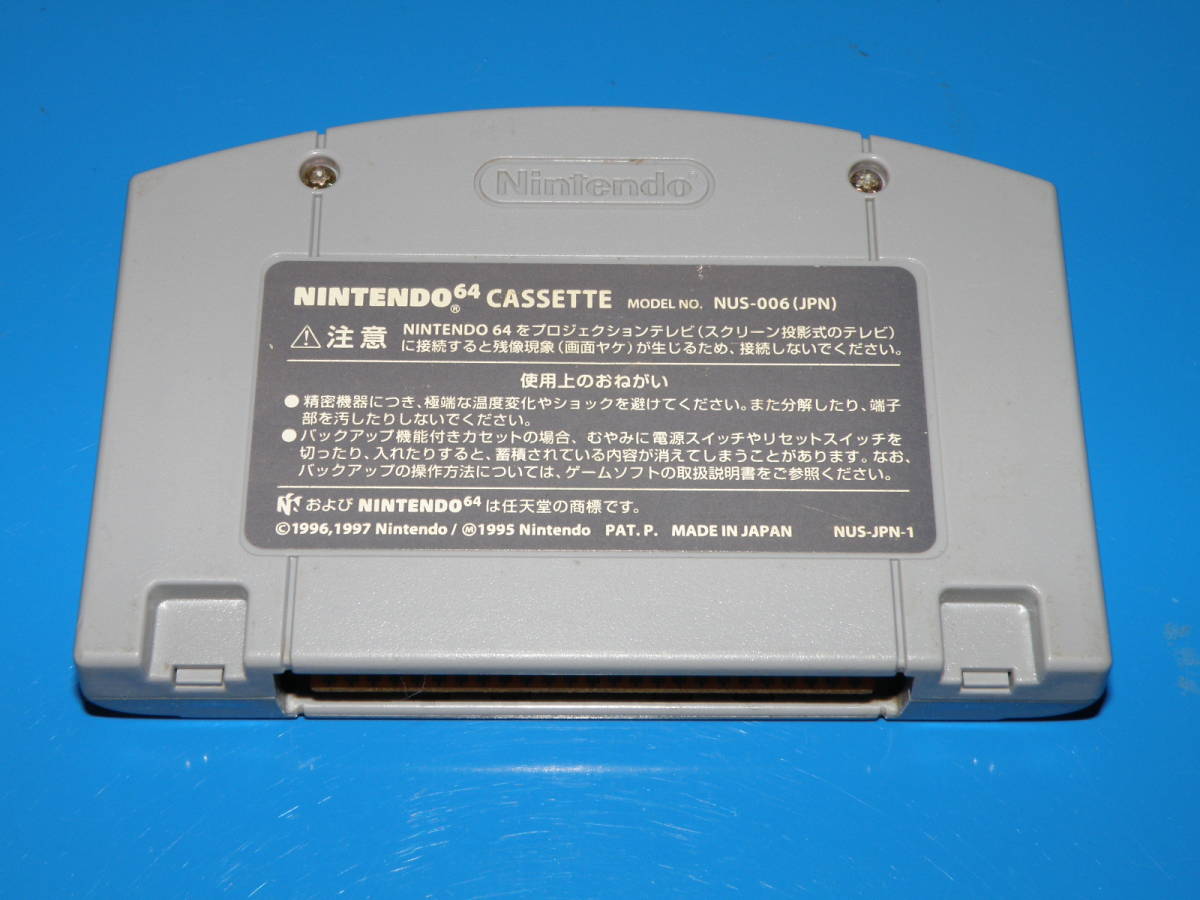 Nintendo
NINTENDO64® CASSETTE MODEL NO. NUS-006(JPN)
注意 NINTENDO 64をプロジェクションテレビ(スクリーン投影式のテレビ)
に接続すると残像現象(画面ヤケ)が生じるため、接続しないでください。
使用上のおねがい
●精密機器につき、極端な温度変化やショックを避けてください。また分解したり、端子
部を汚したりしないでください。
●バックアップ機能付きカセットの場合、むやみに電源スイッチやリセットスイッチを
切ったり、入れたりすると、蓄積されている内容が消えてしまうことがあります。なお、
バックアップの操作方法については、ゲームソフトの取扱説明書をご参照ください。
および NINTENDO64 は任天堂の商標です。
©1996,1997 Nintendo/Ⓜ1995 Nintendo PAT. P. MADE IN JAPAN NUS-JPN-1